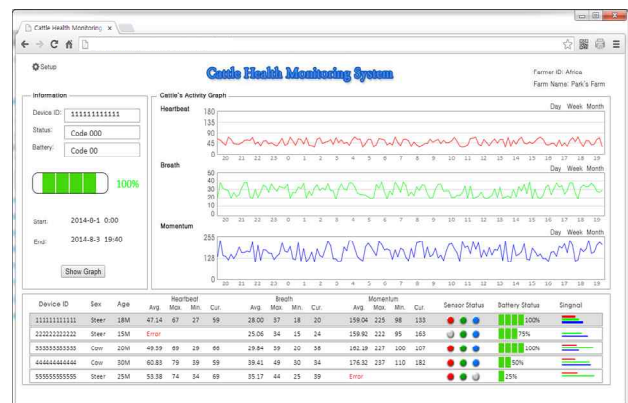 Cattle Health Monitoring
Setup
Cattle Health Monitoring System
Farmer ID: Africa
Farm Name: Park's Farm
Information
Device ID: 111111111111
Status: Code 000
Battery: Code 00
100%
Start: 2014-8-1 0:00
End: 2014-8-3 19:40
Show Graph
Cattle's Activity Graph
Heartbeat
Day Week Month
180
135
90
45
0
20 21 22 23 0 1 2 3 4 5 6 7 8 9 10 11 12 13 14 15 16 17 18 19
Breath
Day Week Month
60
50
40
30
20
10
0
20 21 22 23 0 1 2 3 4 5 6 7 8 9 10 11 12 13 14 15 16 17 18 19
Momentum
Day Week Month
255
128
0
20 21 22 23 0 1 2 3 4 5 6 7 8 9 10 11 12 13 14 15 16 17 18 19
Heartbeat Breath Momentum
Device ID Sex Age Avg. Max. Min. Cur. Avg. Max. Min. Cur. Avg. Max. Min. Cur. Sensor Status Battery Status Singnal
111111111111 Steer 18M 47.14 67 27 59 28.00 37 18 20 159.04 225 98 133 100%
222222222222 Steer 15M Error 25.06 34 15 24 159.92 222 95 163 75%
333333333333 Cow 20M 49.59 69 29 66 29.84 39 20 38 162.19 227 100 107 100%
444444444444 Cow 30M 60.83 79 39 59 39.41 49 30 34 176.32 237 110 182 50%
555555555555 Steer 25M 53.38 74 34 69 35.17 44 25 39 Error 25%